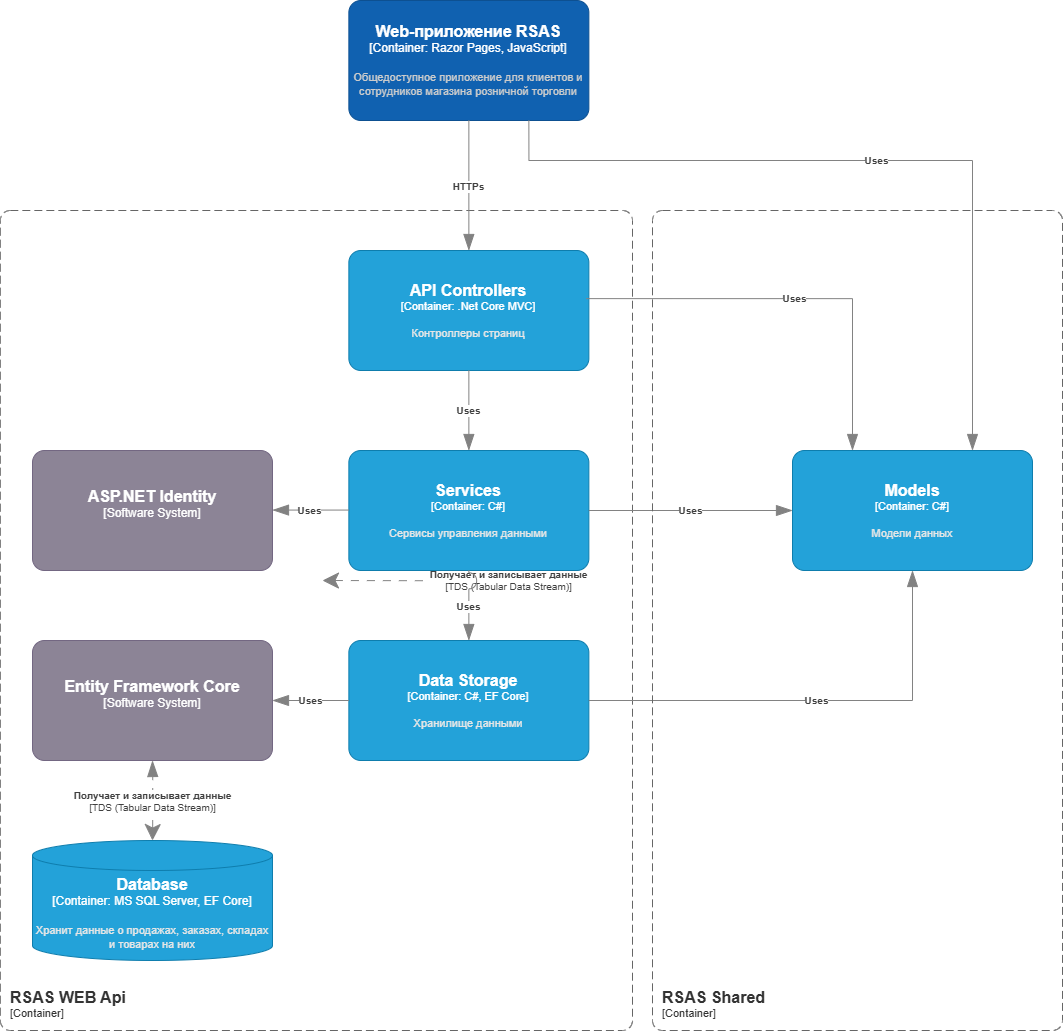 Web-приложение RSAS
[Container: Razor Pages, JavaScript]
Общедоступное приложение для клиентов и
сотрудников магазина розничной торговли
Uses
HTTPs
API Controllers
[Container: .Net Core MVC]
Контроллеры страниц
Uses
Uses
ASP.NET Identity
[Software System]
Uses
Services
[Container: C#]
Сервисы управления данными
Uses
Models
[Container: C#]
Модели данных
Получает и записывает данные
[TDS (Tabular Data Stream)]
Uses
Entity Framework Core
[Software System]
Uses
Data Storage
[Container: C#, EF Core]
Хранилище данными
Uses
Получает и записывает данные
[TDS (Tabular Data Stream)]
Database
[Container: MS SQL Server, EF Core]
Хранит данные о продажах, заказах, складах
и товарах на них
RSAS WEB Api
[Container]
RSAS Shared
[Container]